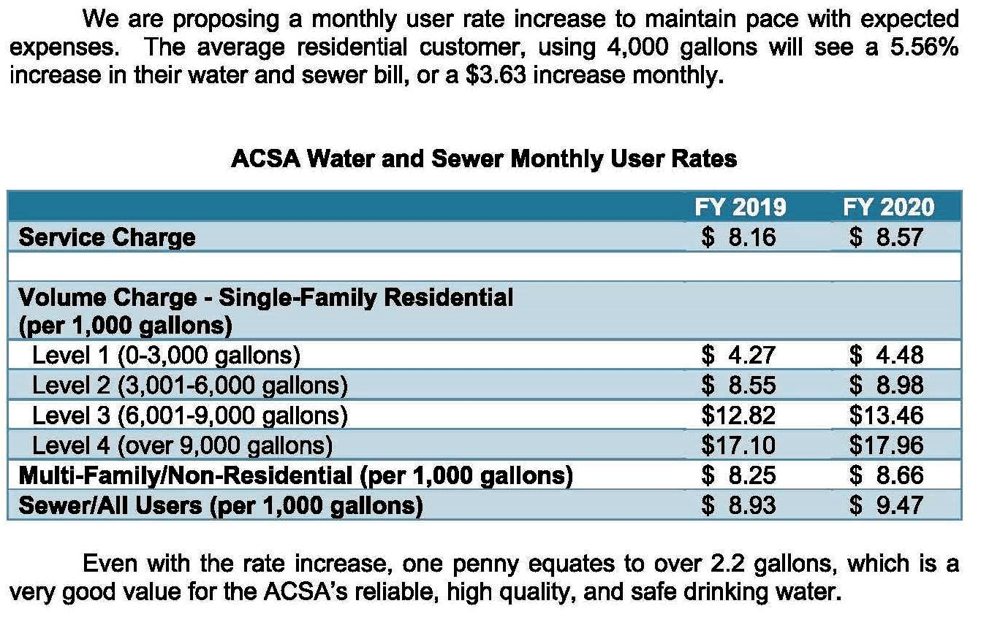 We are proposing a monthly user rate increase to maintain pace with expected
expenses. The average residential customer, using 4,000 gallons will see a 5.56%
increase in their water and sewer bill, or a $3.63 increase monthly.
ACSA Water and Sewer Monthly User Rates
FY 2019 FY 2020
Service Charge $ 8.16 $ 8.57
Volume Charge - Single-Family Residential
(per 1,000 gallons)
Level 1 (0-3,000 gallons) $ 4.27 $ 4.48
Level 2 (3,001-6,000 gallons) $ 8.55 $ 8.98
Level 3 (6,001-9,000 gallons) $12.82 $13.46
Level 4 (over 9,000 gallons) $17.10 $17.96
Multi-Family/Non-Residential (per 1,000 gallons) $ 8.25 $ 8.66
Sewer/All Users (per 1,000 gallons) $ 8.93 $ 9.47
Even with the rate increase, one penny equates to over 2.2 gallons, which is a
very good value for the ACSA's reliable, high quality, and safe drinking water.